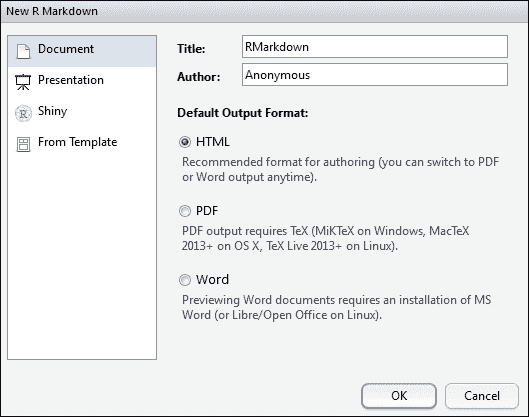 New R Markdown
Document
Presentation
Shiny
From Template
Title:
RMarkdown
Author:
Anonymous
Default Output Format:
HTML
Recommended format for authoring (you can switch to PDF
or Word output anytime).
PDF
PDF output requires TeX (MiKTeX on Windows, MacTeX
2013+ on OS X, TeX Live 2013+ on Linux).
Word
Previewing Word documents requires an installation of MS
Word (or Libre/Open Office on Linux).
OK
Cancel